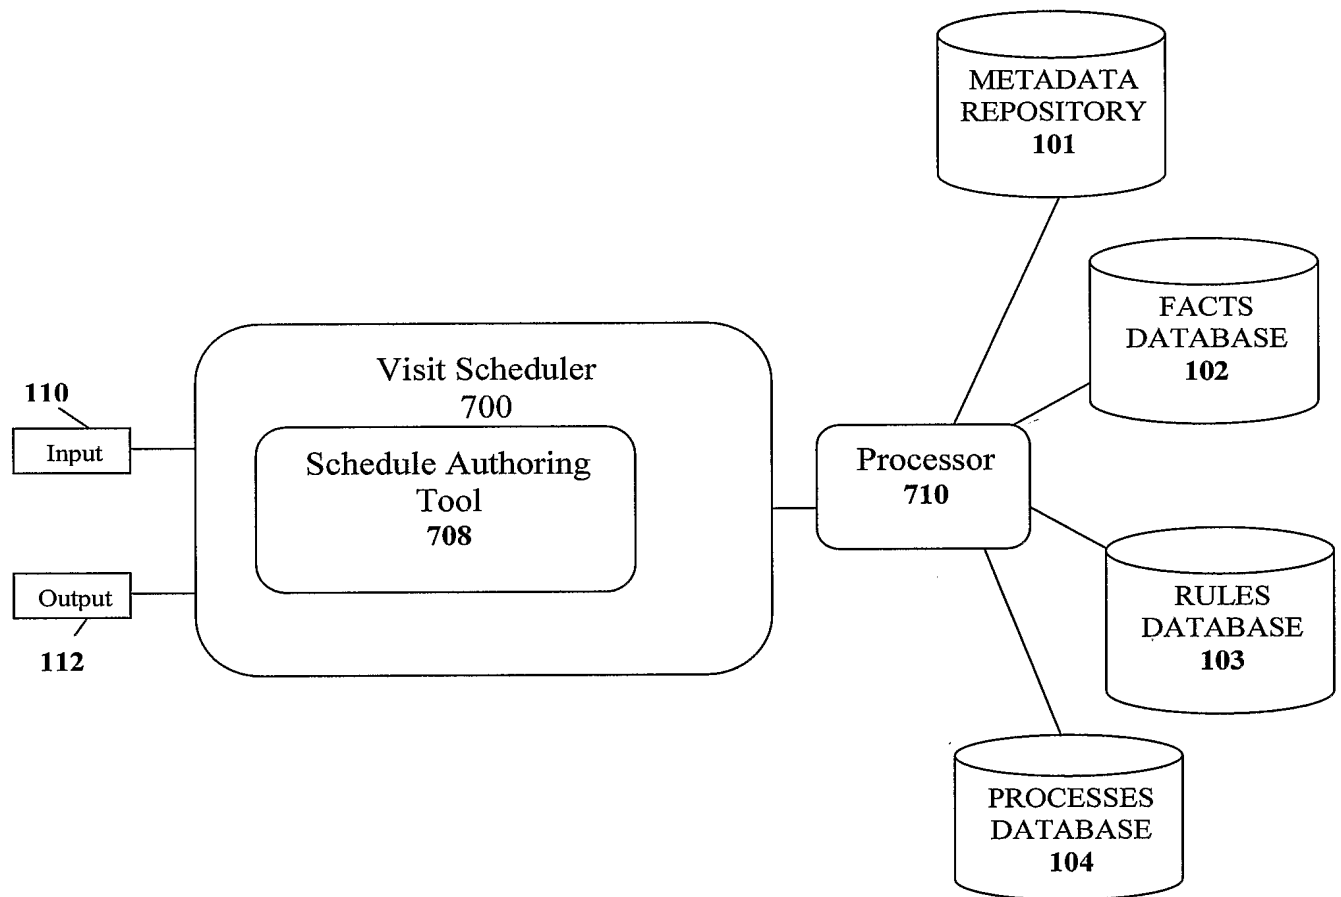 METADATA
REPOSITORY
101
FACTS
DATABASE
102
Visit Scheduler
700
110
Input
Schedule Authoring
Tool
708
Processor
710
Output
112
RULES
DATABASE
103
PROCESSES
DATABASE
104